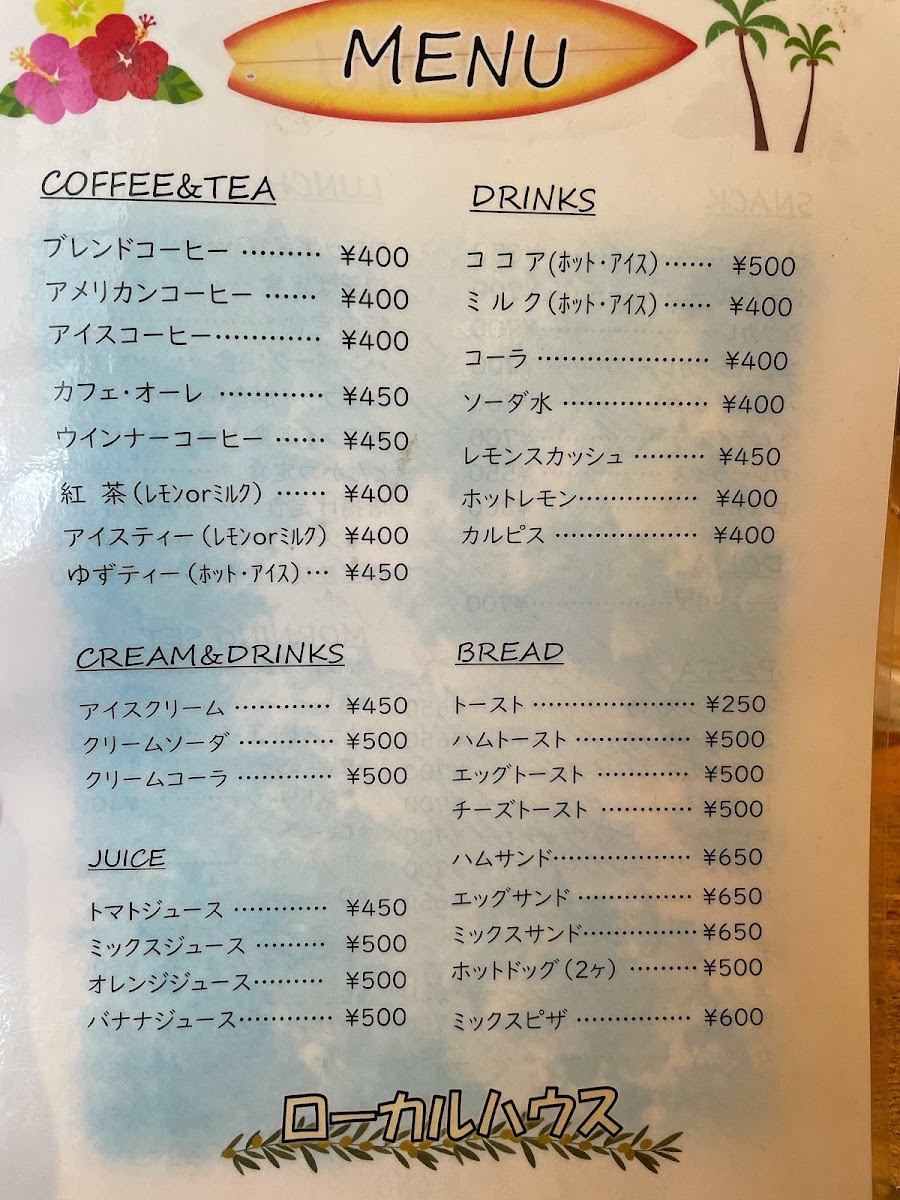 MENU
COFFEE&TEA
ブレンドコーヒー ⋯⋯⋯ ¥400
アメリカンコーヒー ⋯⋯ ¥400
アイスコーヒー⋯⋯⋯⋯ ¥400
カフェ・オーレ ⋯⋯⋯⋯ ¥450
ウインナーコーヒー ⋯⋯ ¥450
紅 茶(ﾚﾓﾝorﾐﾙｸ) ⋯⋯ ¥400
アイスティー(ﾚﾓﾝorﾐﾙｸ) ¥400
ゆずティー(ﾎｯﾄ・ｱｲｽ)⋯ ¥450
CREAM&DRINKS
アイスクリーム ⋯⋯⋯⋯ ¥450
クリームソーダ ⋯⋯⋯⋯ ¥500
クリームコーラ ⋯⋯⋯⋯ ¥500
JUICE
トマトジュース ⋯⋯⋯⋯ ¥450
ミックスジュース ⋯⋯⋯ ¥500
オレンジジュース⋯⋯⋯ ¥500
バナナジュース⋯⋯⋯⋯ ¥500
DRINKS
コ コ ア(ﾎｯﾄ・ｱｲｽ)⋯⋯ ¥500
ミ ル ク(ﾎｯﾄ・ｱｲｽ)⋯⋯ ¥400
コーラ ⋯⋯⋯⋯⋯⋯⋯ ¥400
ソーダ水 ⋯⋯⋯⋯⋯⋯ ¥400
レモンスカッシュ ⋯⋯⋯ ¥450
ホットレモン⋯⋯⋯⋯⋯ ¥400
カルピス ⋯⋯⋯⋯⋯⋯ ¥400
BREAD
トースト ⋯⋯⋯⋯⋯⋯⋯ ¥250
ハムトースト ⋯⋯⋯⋯⋯ ¥500
エッグトースト ⋯⋯⋯⋯ ¥500
チーズトースト ⋯⋯⋯⋯ ¥500
ハムサンド⋯⋯⋯⋯⋯⋯ ¥650
エッグサンド ⋯⋯⋯⋯⋯ ¥650
ミックスサンド⋯⋯⋯⋯⋯ ¥650
ホットドッグ(2ヶ) ⋯⋯⋯ ¥500
ミックスピザ ⋯⋯⋯⋯⋯ ¥600
ローカルハウス